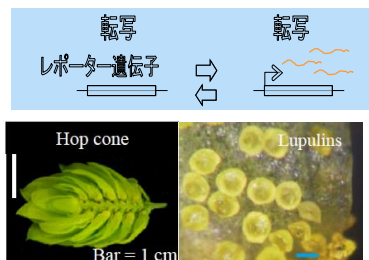 転写
転写
レポーター遺伝子
Hop cone
Lupulins
Bar = 1 cm